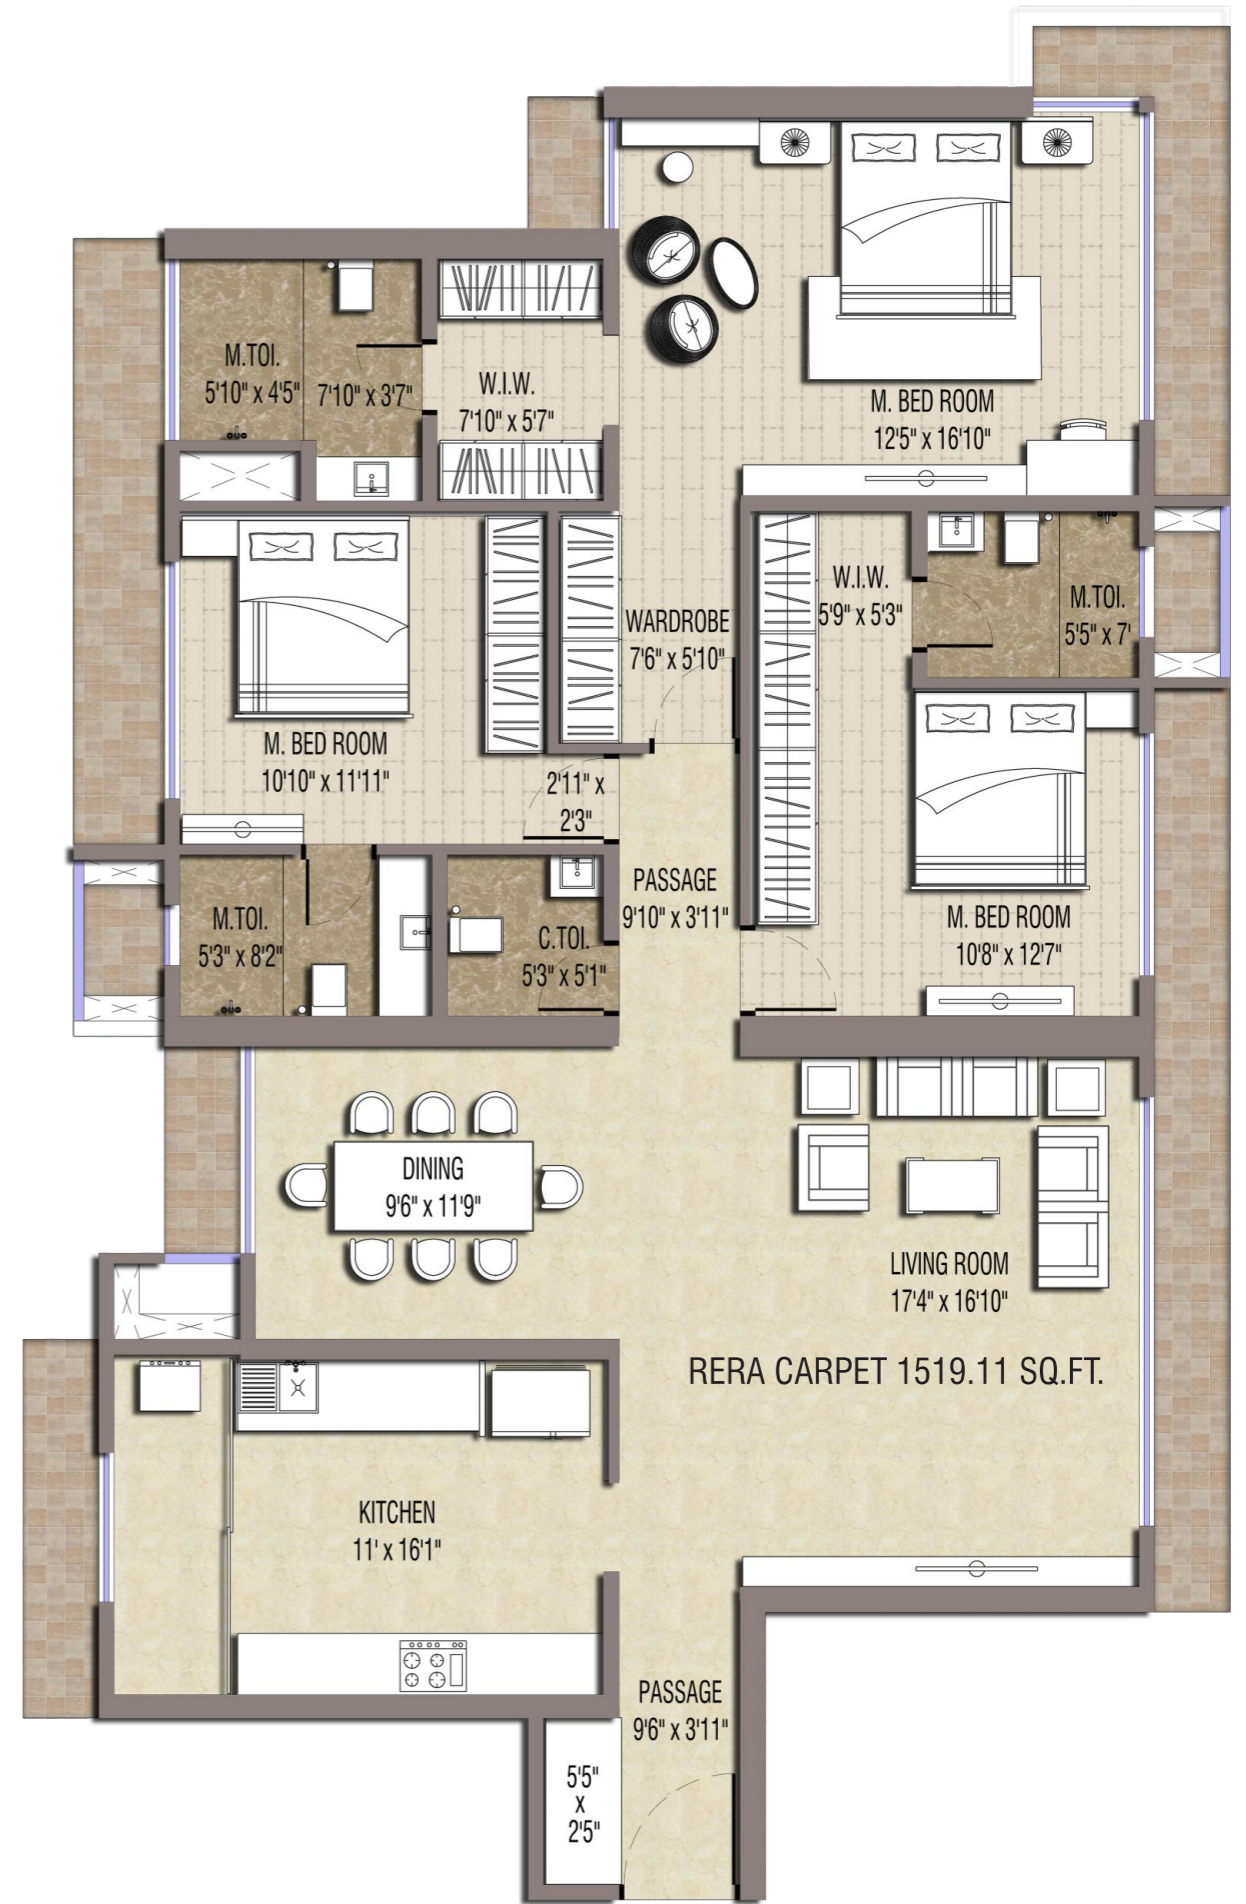 M. BED ROOM
12'5" x 16'10"
M.TOI.
5'10" x 4'5"
7'10" x 3'7"
W.I.W.
7'10" x 5'7"
W.I.W.
5'9" x 5'3"
M.TOI.
5'5" x 7'
WARDROBE
7'6" x 5'10"
M. BED ROOM
10'10" x 11'11"
2'11" x
2'3"
PASSAGE
9'10" x 3'11"
M. BED ROOM
10'8" x 12'7"
M.TOI.
5'3" x 8'2"
C.TOI.
5'3" x 5'1"
DINING
9'6" x 11'9"
LIVING ROOM
17'4" x 16'10"
RERA CARPET 1519.11 SQ.FT.
KITCHEN
11' x 16'1"
PASSAGE
9'6" x 3'11"
5'5"
X
2'5"